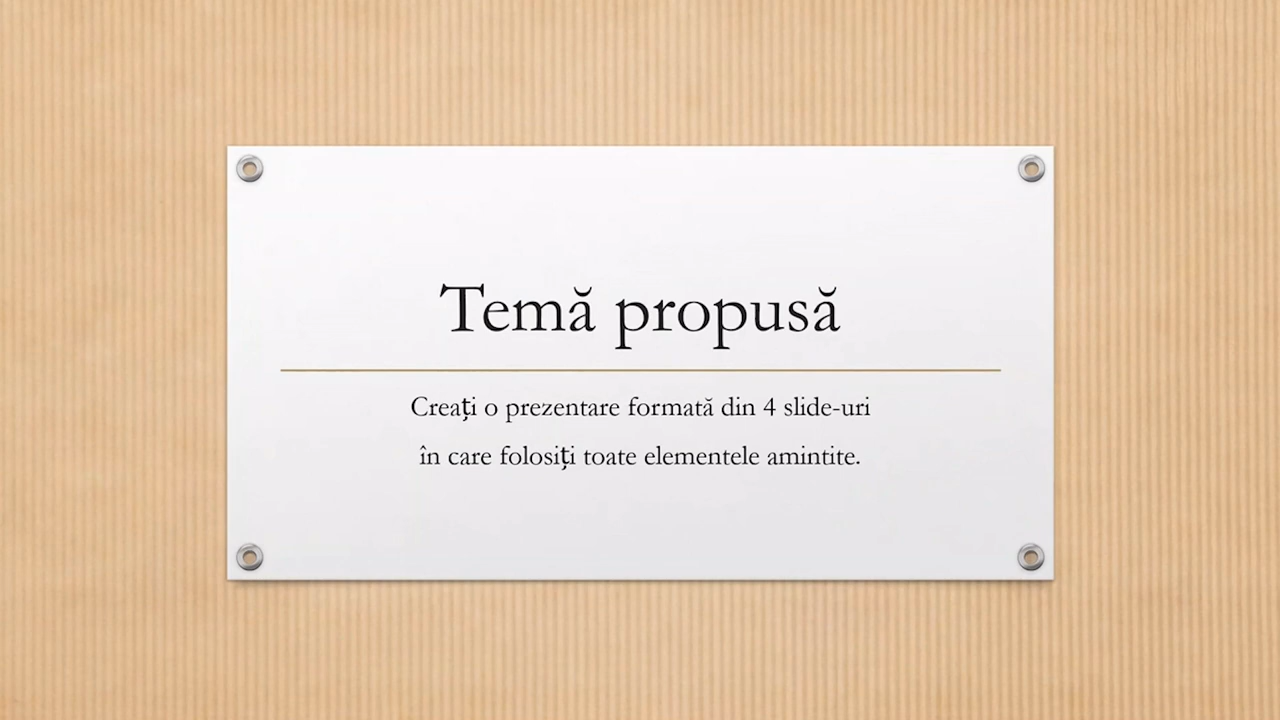 Temă propusă
Creați o prezentare formată din 4 slide-uri
în care folosiți toate elementele amintite.